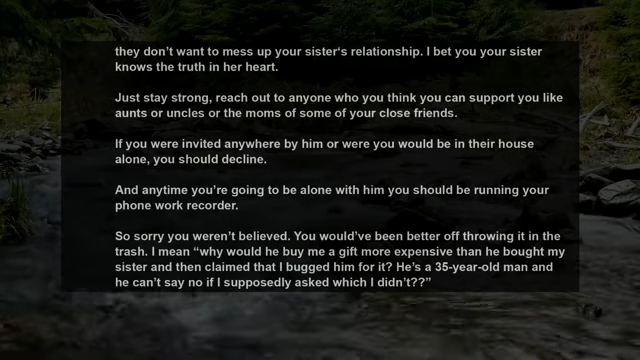 they don’t want to mess up your sister‘s relationship. I bet you your sister
knows the truth in her heart.
Just stay strong, reach out to anyone who you think you can support you like
aunts or uncles or the moms of some of your close friends.
If you were invited anywhere by him or were you would be in their house
alone, you should decline.
And anytime you’re going to be alone with him you should be running your
phone work recorder.
So sorry you weren’t believed. You would’ve been better off throwing it in the
trash. I mean “why would he buy me a gift more expensive than he bought my
sister and then claimed that I bugged him for it? He’s a 35-year-old man and
he can’t say no if I supposedly asked which I didn’t??”